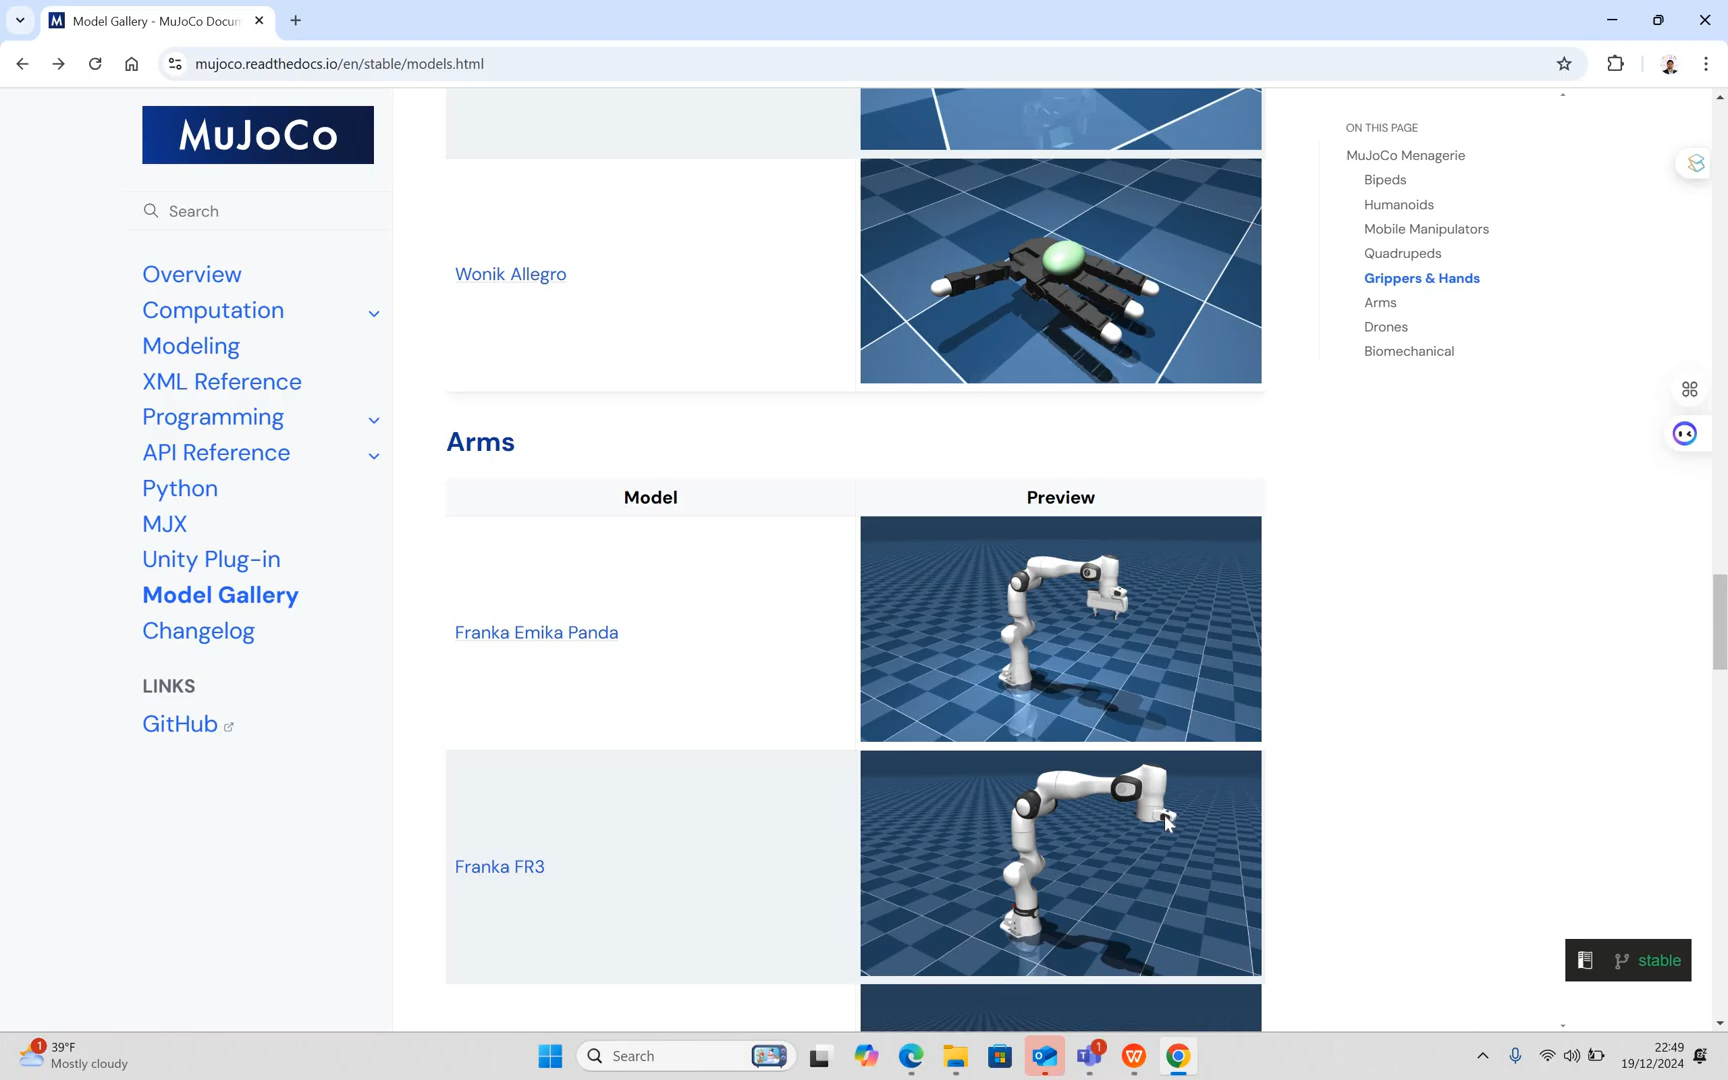 Model Gallery - MuJoCo Docum
mujoco.readthedocs.io/en/stable/models.html
MuJoCo
Search
Overview
Computation
Modeling
XML Reference
Programming
API Reference
Python
MJX
Unity Plug-in
Model Gallery
Changelog
LINKS
GitHub
Wonik Allegro
Arms
Model
Preview
Franka Emika Panda
Franka FR3
ON THIS PAGE
MuJoCo Menagerie
Bipeds
Humanoids
Mobile Manipulators
Quadrupeds
Grippers & Hands
Arms
Drones
Biomechanical
stable
1
39°F
Mostly cloudy
Search
1
22:49
19/12/2024